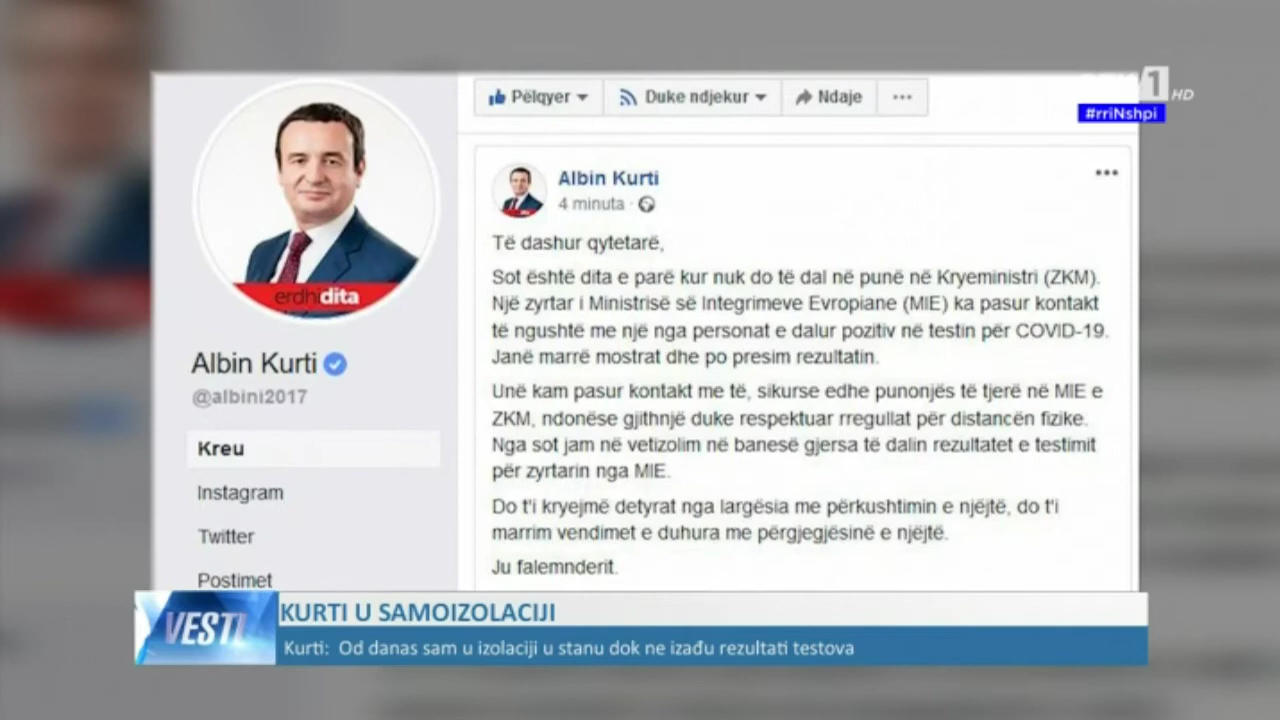 1 HD
#rriNshpi
Pëlqyer
Duke ndjekur
Ndaje
Albin Kurti
4 minuta
Të dashur qytetarë,
Sot është dita e parë kur nuk do të dal në punë në Kryeministri (ZKM).
Një zyrtar i Ministrisë së Integrimeve Evropiane (MIE) ka pasur kontakt
të ngushtë me një nga personat e dalur pozitiv në testin për COVID-19.
Janë marrë mostrat dhe po presim rezultatin.
Unë kam pasur kontakt me të, sikurse edhe punonjës të tjerë në MIE e
ZKM, ndonëse gjithnjë duke respektuar rregullat për distancën fizike.
Nga sot jam në vetizolim në banesë gjersa të dalin rezultatet e testimit
për zyrtarin nga MIE.
Do t'i kryejmë detyrat nga largësia me përkushtimin e njëjtë, do t'i
marrim vendimet e duhura me përgjegjësinë e njëjtë.
Ju falemnderit.
erdhidita
Albin Kurti
@albini2017
Kreu
Instagram
Twitter
Postimet
VESTI
KURTI U SAMOIZOLACIJI
Kurti: Od danas sam u izolaciji u stanu dok ne izađu rezultati testova